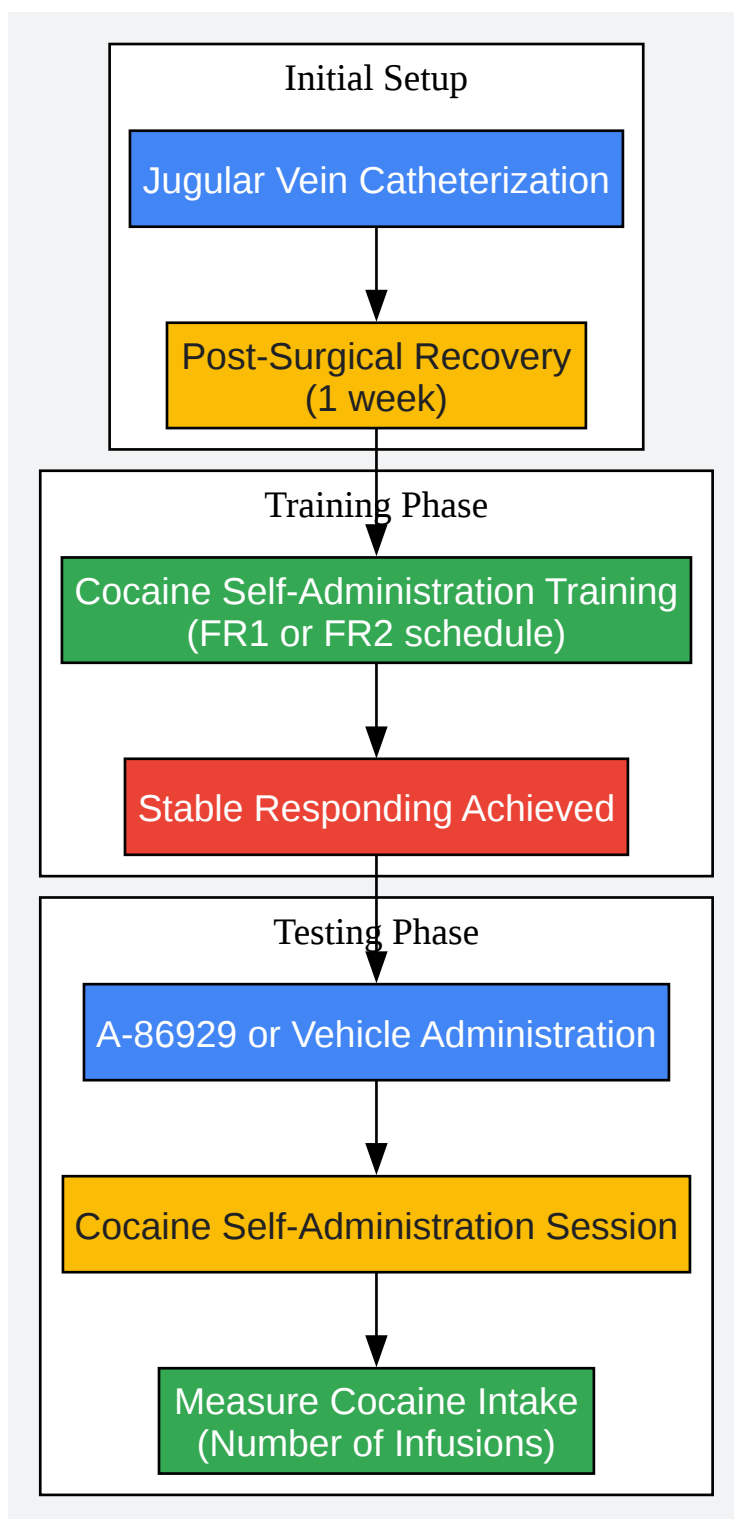 Initial Setup
Jugular Vein Catheterization
Post-Surgical Recovery
(1 week)
Training Phase
Cocaine Self-Administration Training
(FR1 or FR2 schedule)
Stable Responding Achieved
Testing Phase
A-86929 or Vehicle Administration
Cocaine Self-Administration Session
Measure Cocaine Intake
(Number of Infusions)